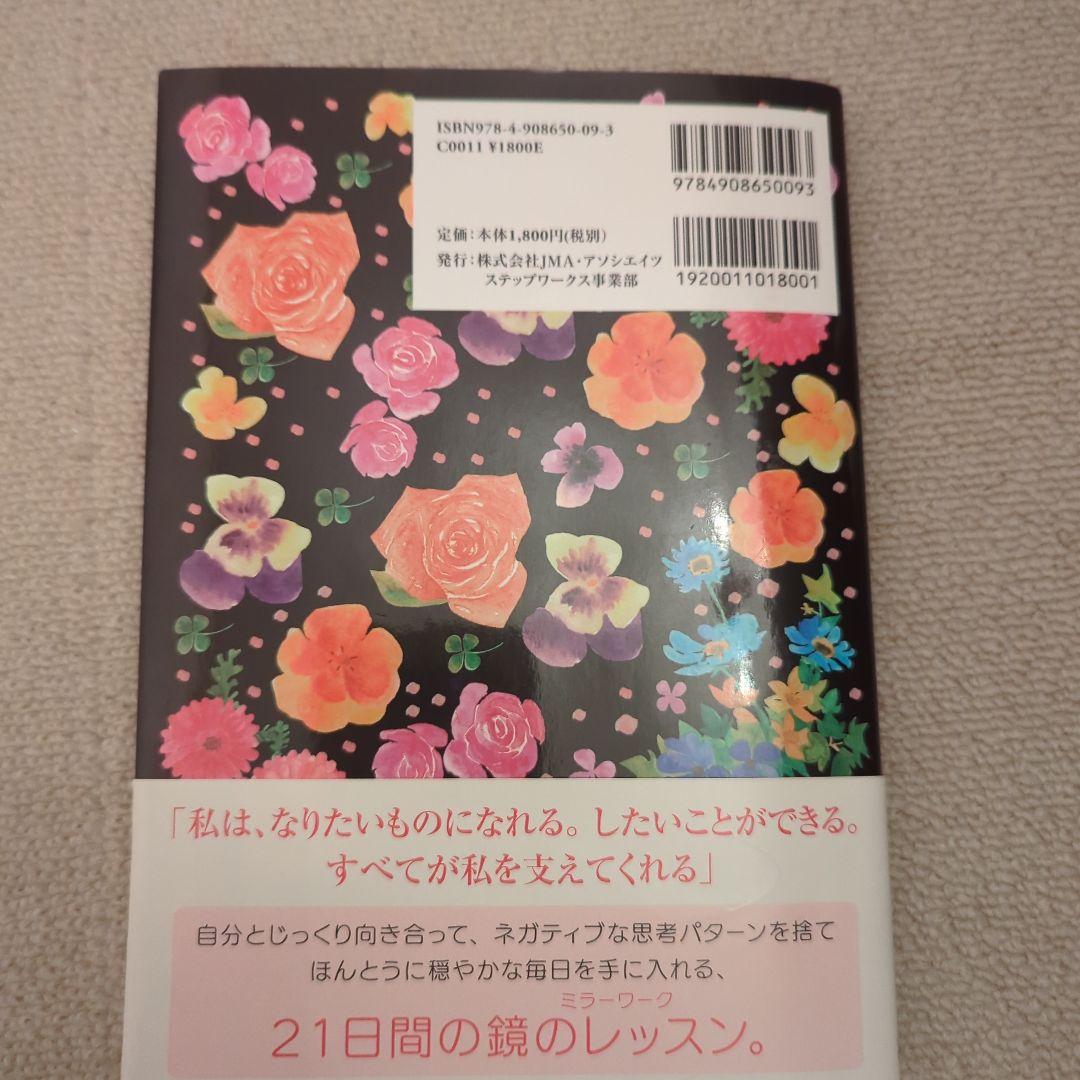 ISBN978-4-908650-09-3
C0011 ¥1800E
9784908650093
定価：本体1,800円(税別)
発行：株式会社JMA・アソシエイツ
ステップワークス事業部
1920011018001
「私は、なりたいものになれる。したいことができる。
すべてが私を支えてくれる」
自分とじっくり向き合って、ネガティブな思考パターンを捨て
ほんとうに穏やかな毎日を手に入れる、
ミラーワーク
21日間の鏡のレッスン。